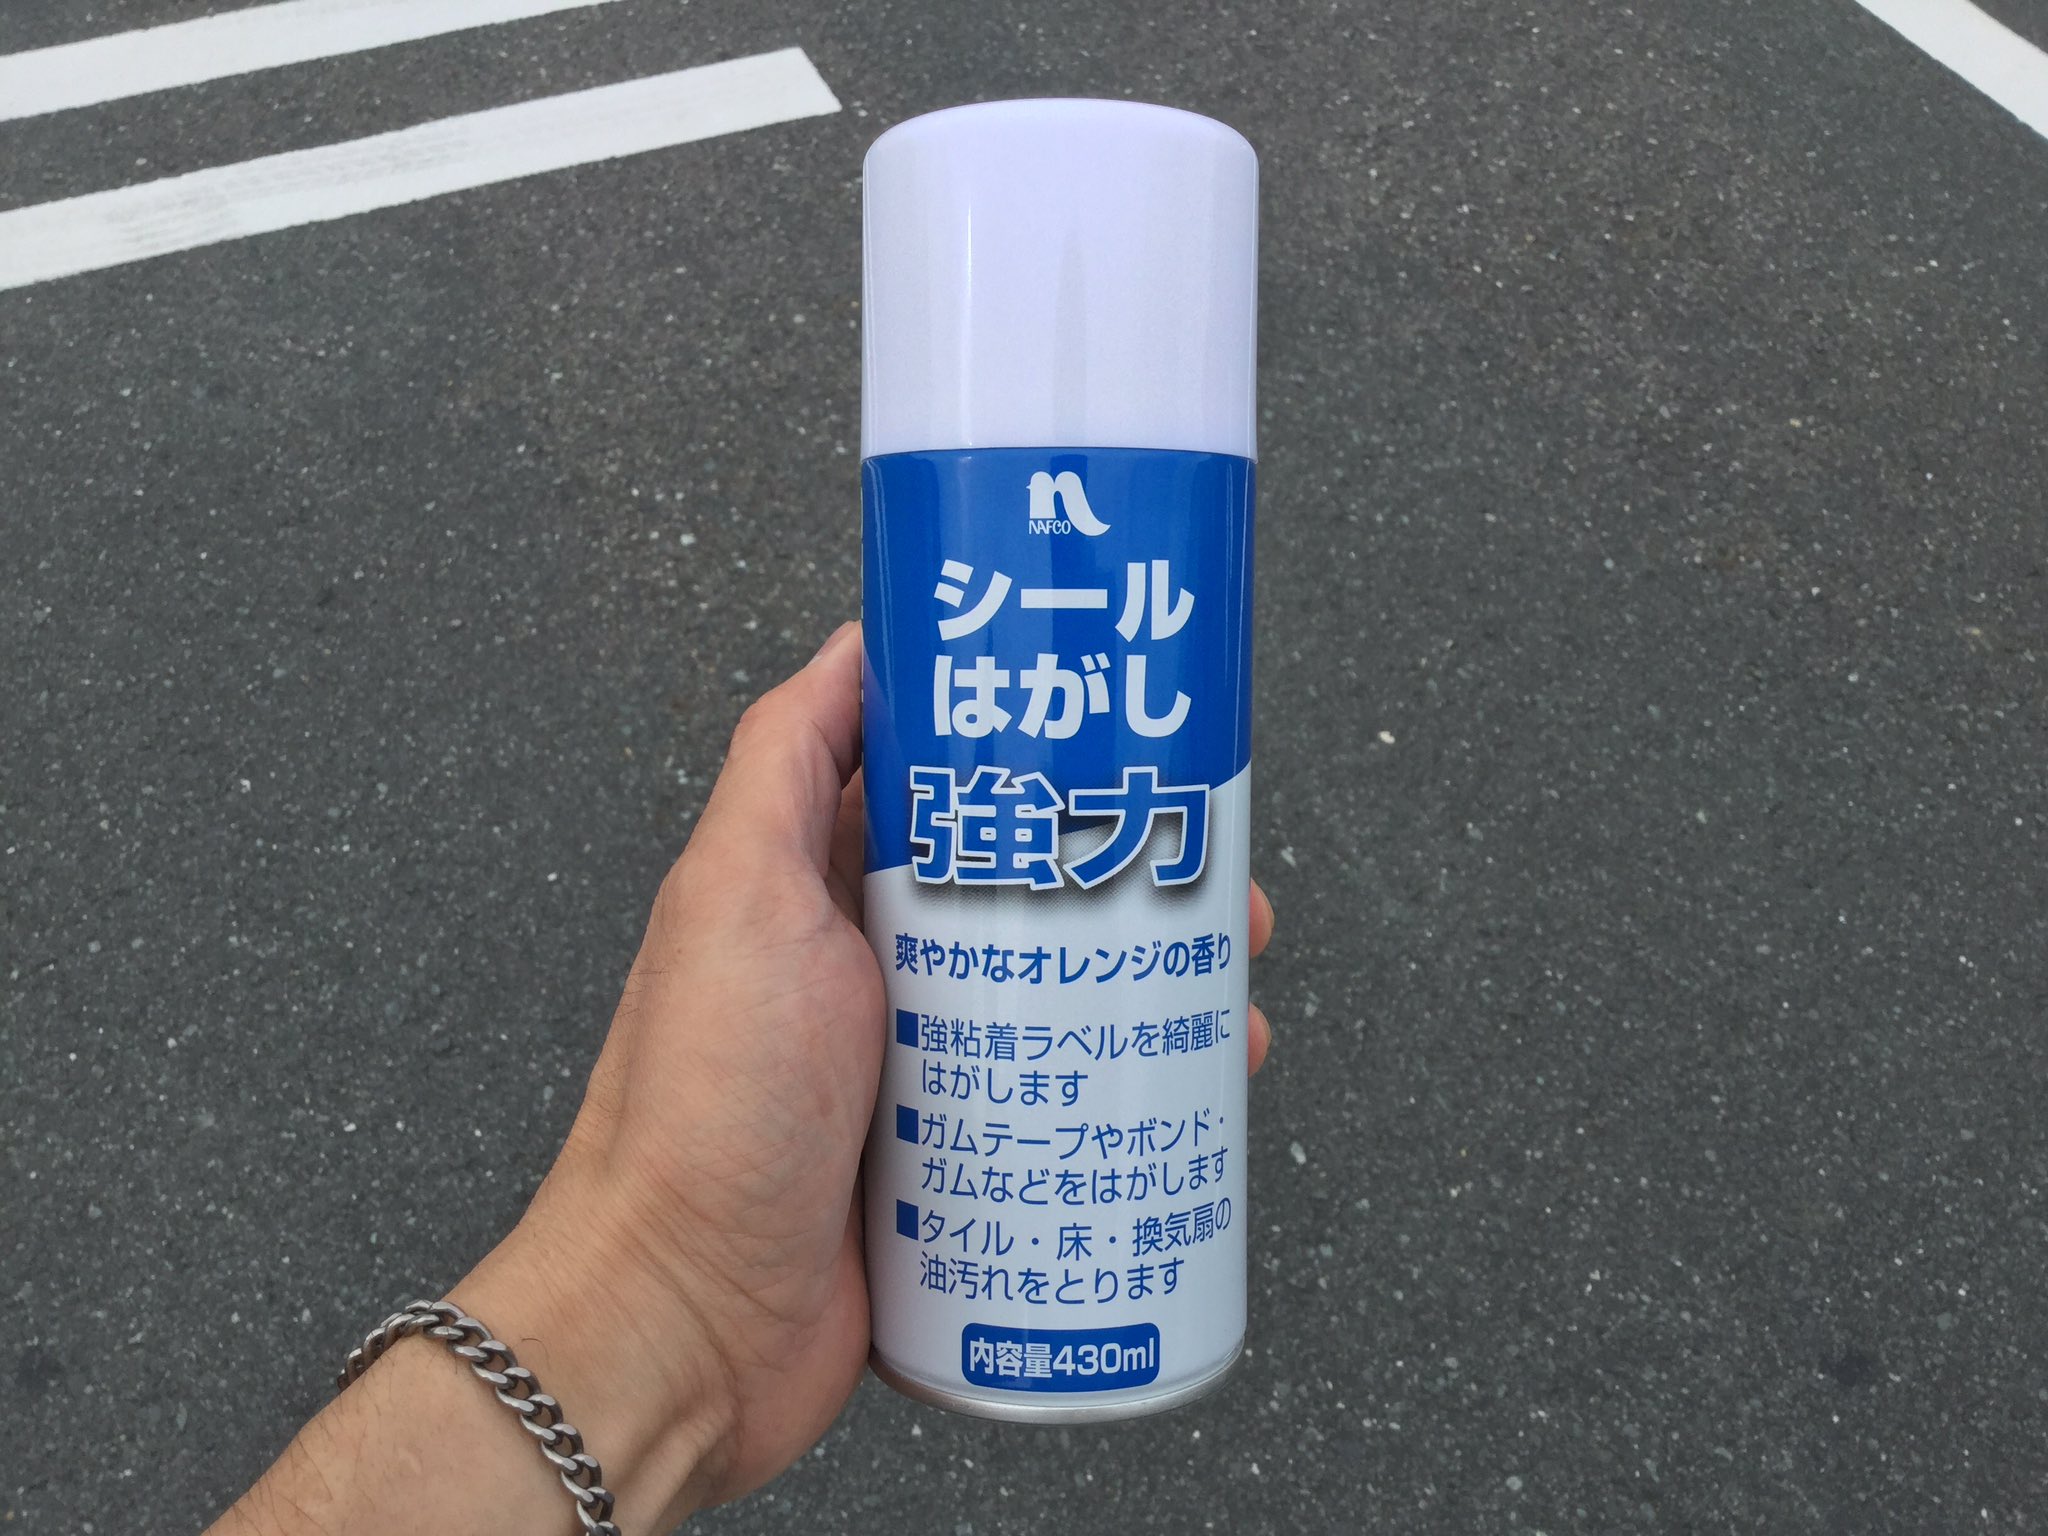 NAFCO
シール
はがし
強力
爽やかなオレンジの香り
■強粘着ラベルを綺麗に
はがします
■ガムテープやボンド・
ガムなどをはがします
■タイル・床・換気扇の
油汚れをとります
内容量430ml